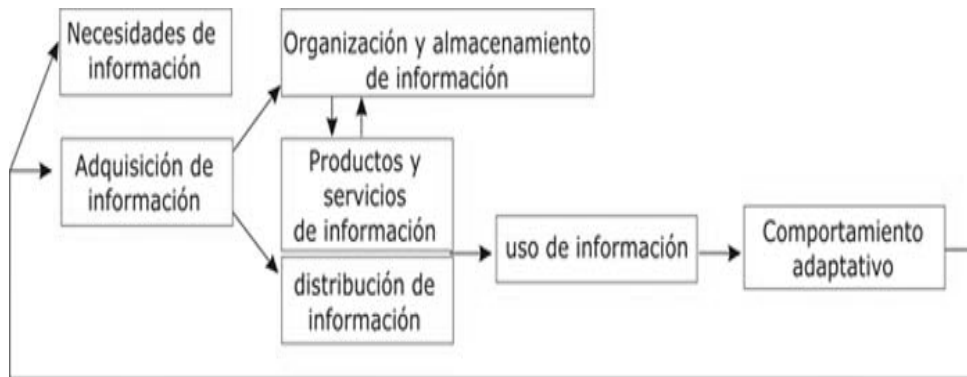 Necesidades de
información
Organización y almacenamiento
de información
Adquisición de
información
Productos y
servicios
de información
distribución de
información
uso de información
Comportamiento
adaptativo